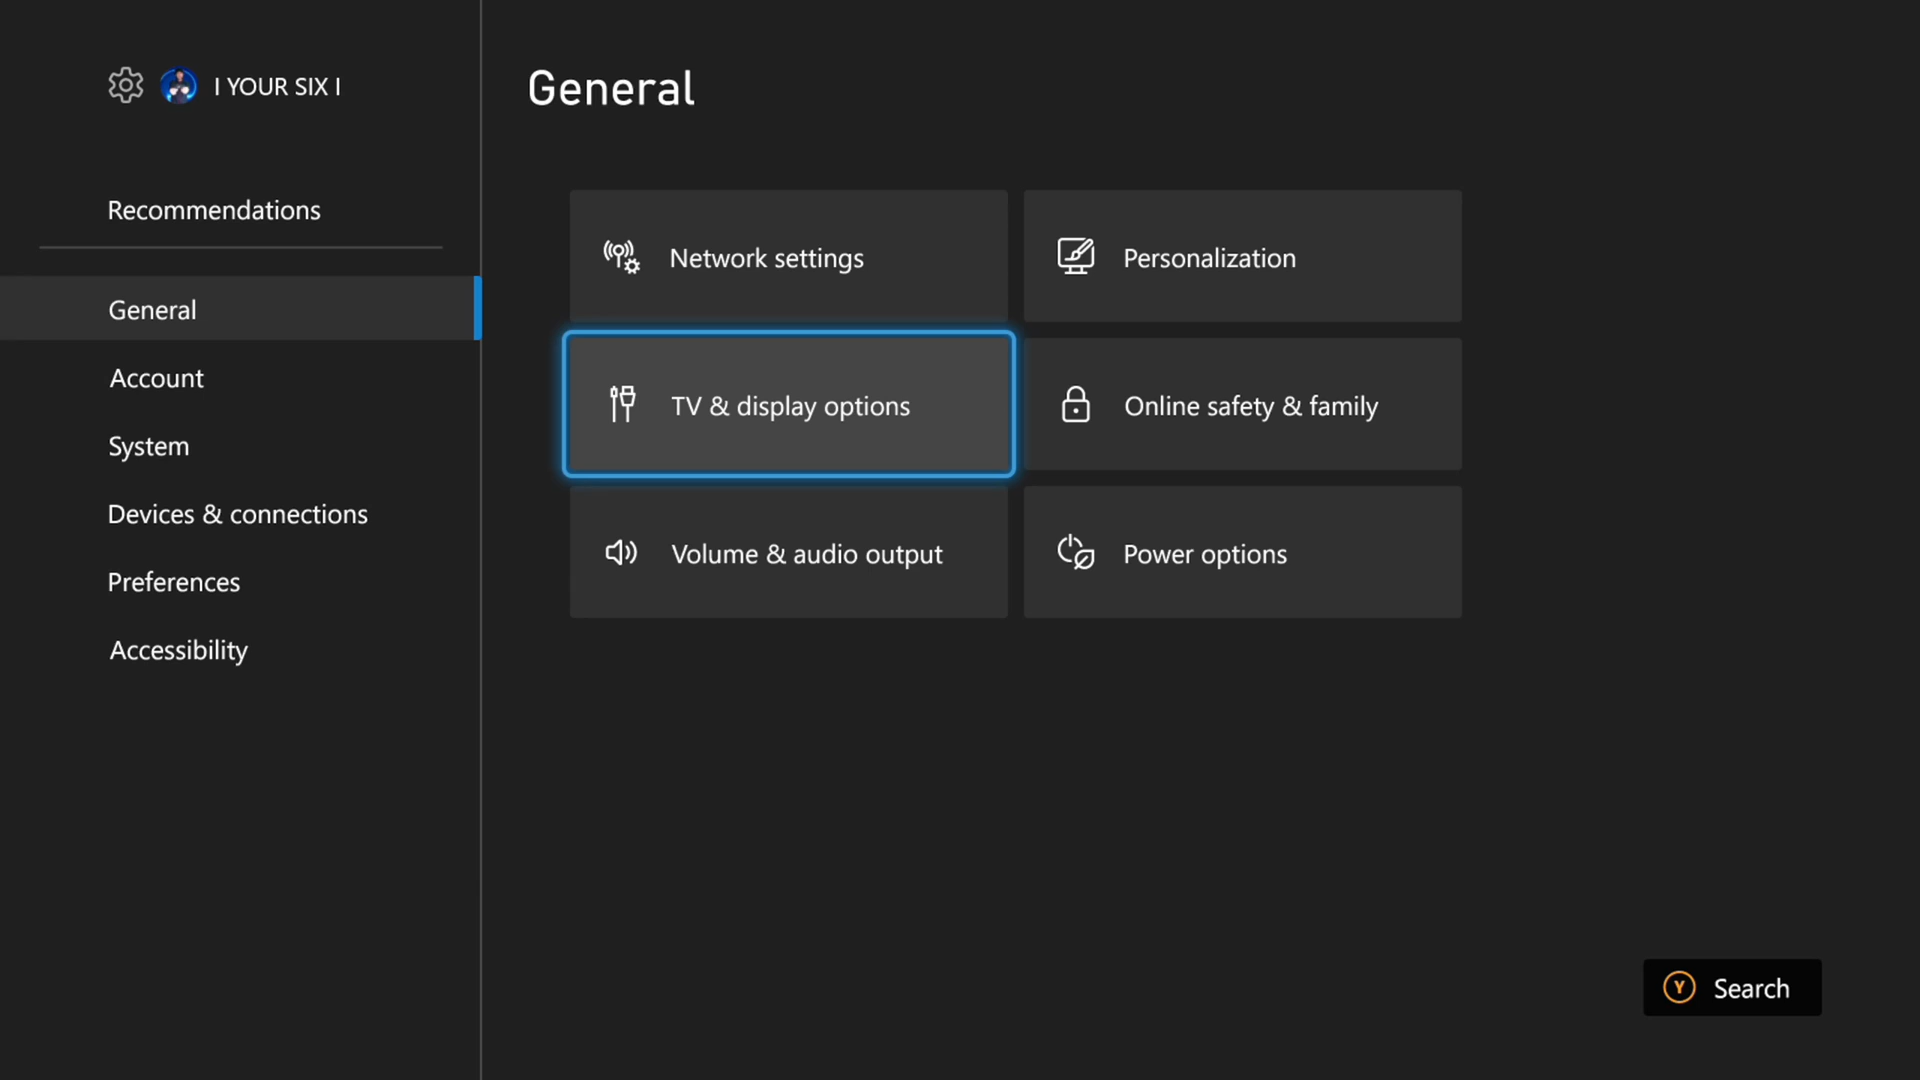 I YOUR SIX I
General
Recommendations
General
Account
System
Devices & connections
Preferences
Accessibility
Network settings
Personalization
TV & display options
Online safety & family
Volume & audio output
Power options
Y Search